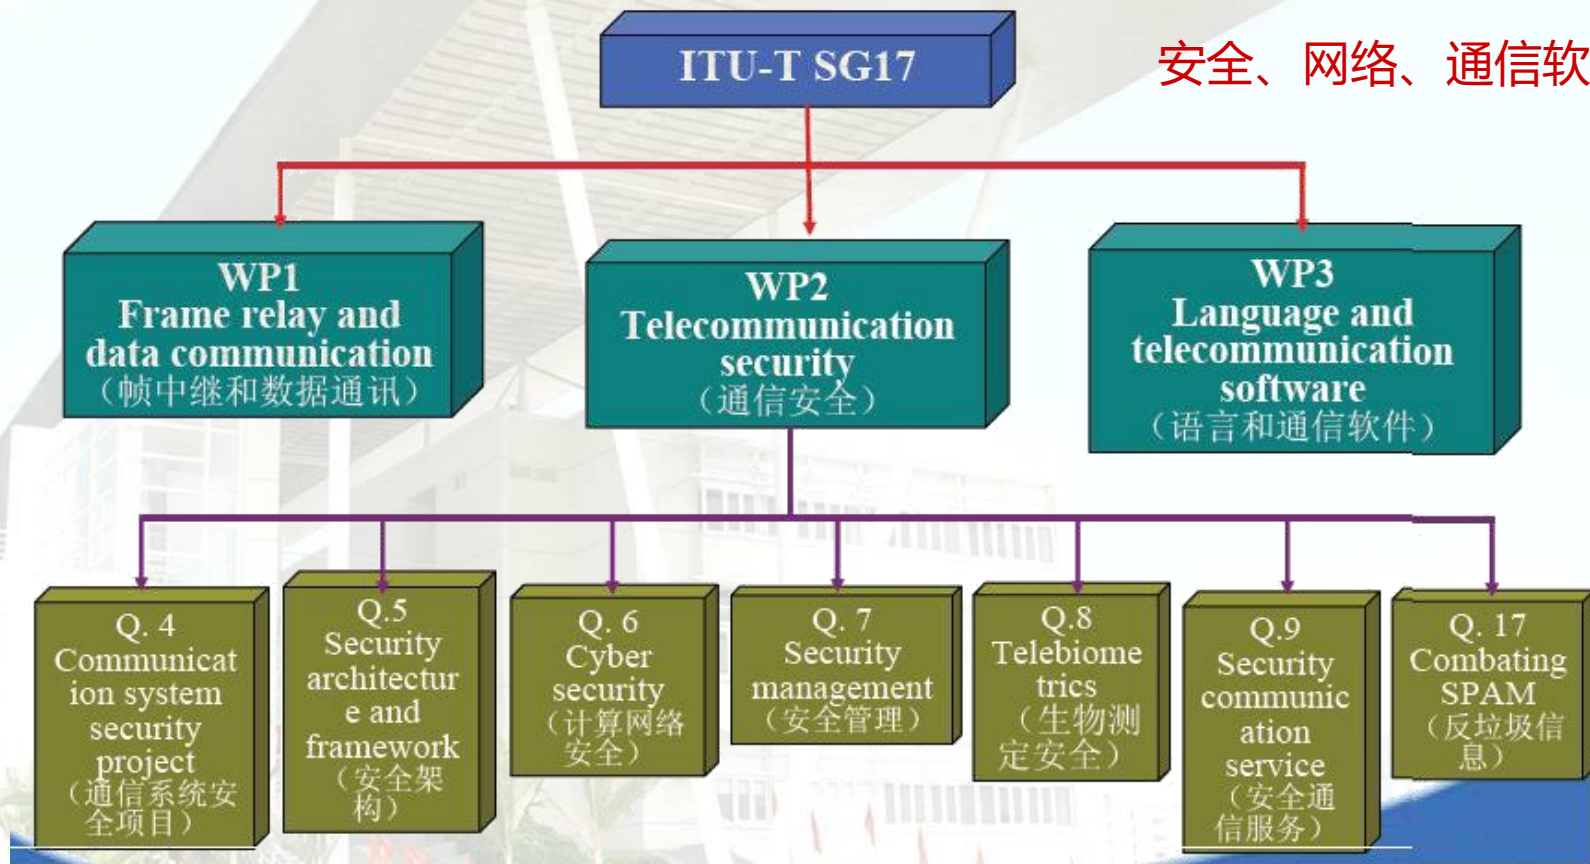 ITU-T SG17
安全、网络、通信软
WP1
Frame relay and
data communication
（帧中继和数据通讯）
WP2
Telecommunication
security
（通信安全）
WP3
Language and
telecommunication
software
（语言和通信软件）
Q. 4
Communicat
ion system
security
project
（通信系统安
全项目）
Q.5
Security
architectur
e and
framework
（安全架
构）
Q. 6
Cyber
security
（计算网络
安全）
Q. 7
Security
management
（安全管理）
Q.8
Telebiome
trics
（生物测
定安全）
Q.9
Security
communic
ation
service
（安全通
信服务）
Q. 17
Combating
SPAM
（反垃圾信
息）